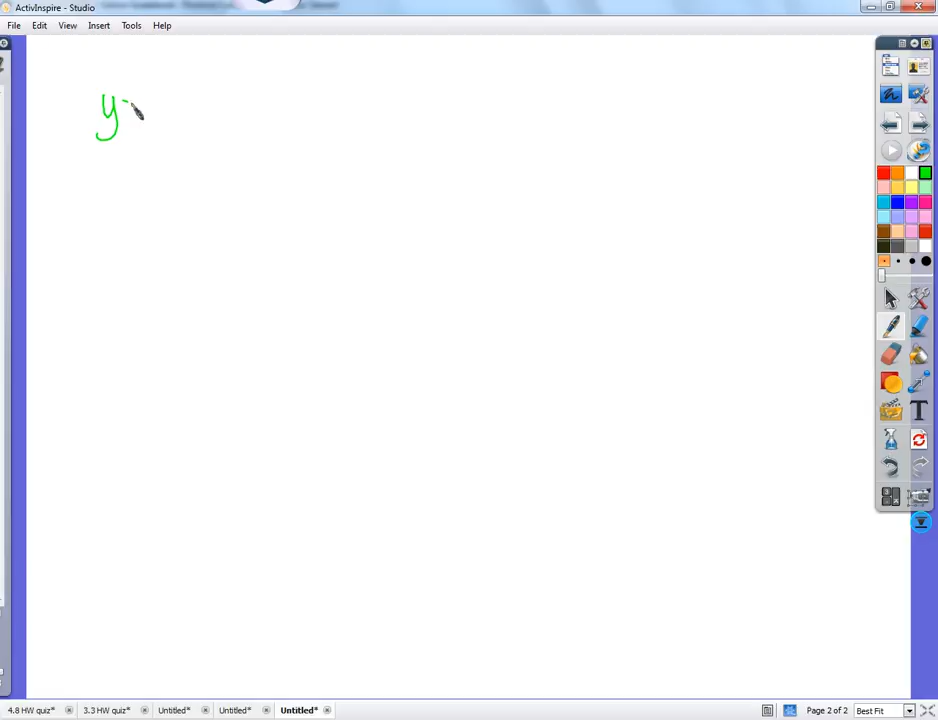 ActivInspire - Studio
File Edit View Insert Tools Help
y
4.8 HW quiz* 3.3 HW quiz* Untitled* Untitled* Untitled* Page 2 of 2 Best Fit